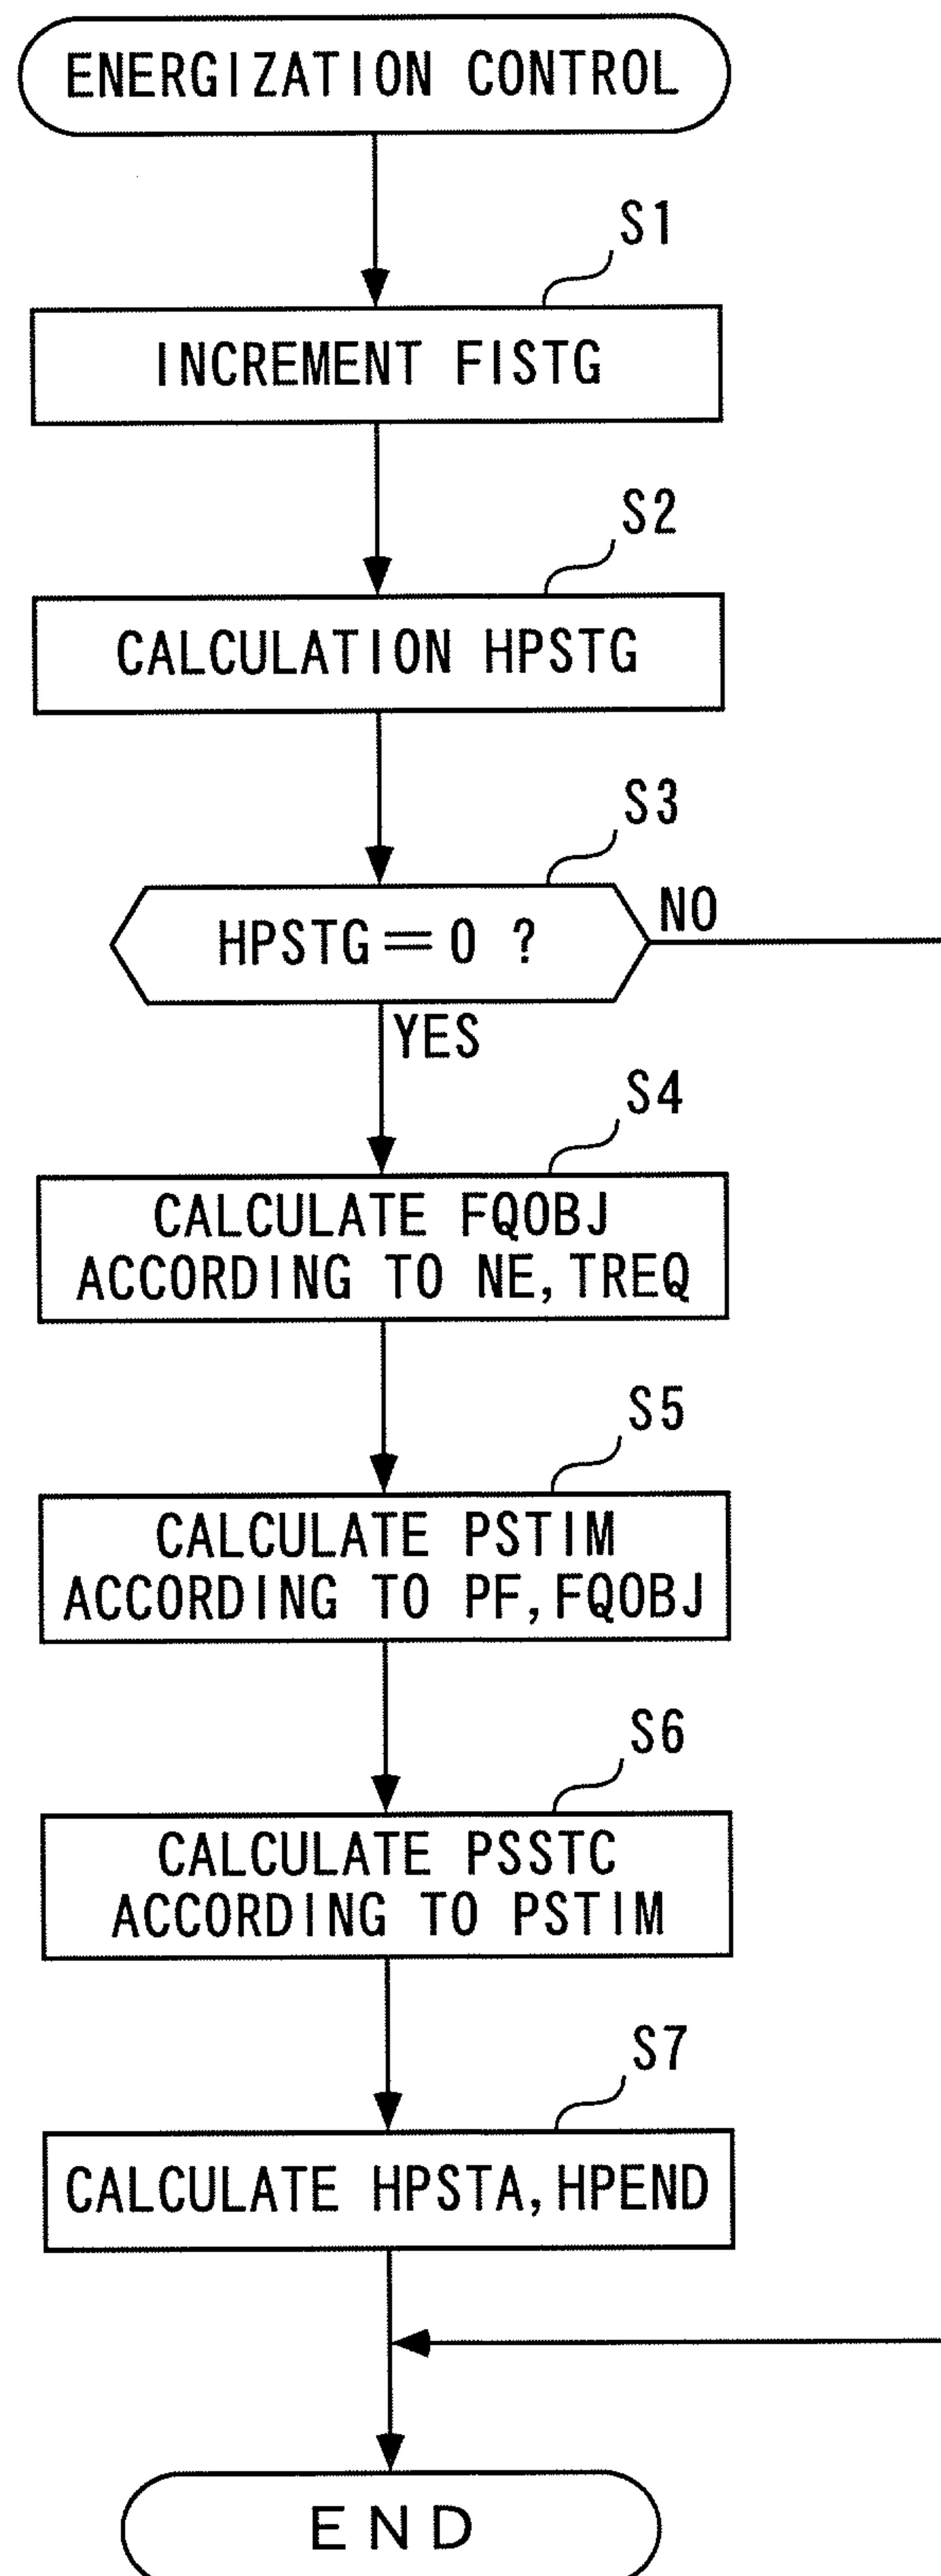 ENERGIZATION CONTROL
S1
INCREMENT FISTG
S2
CALCULATION HPSTG
S3
HPSTG=0 ?
NO
YES
S4
CALCULATE FQOBJ
ACCORDING TO NE,TREQ
S5
CALCULATE PSTIM
ACCORDING TO PF,FQOBJ
S6
CALCULATE PSSTC
ACCORDING TO PSTIM
S7
CALCULATE HPSTA,HPEND
END